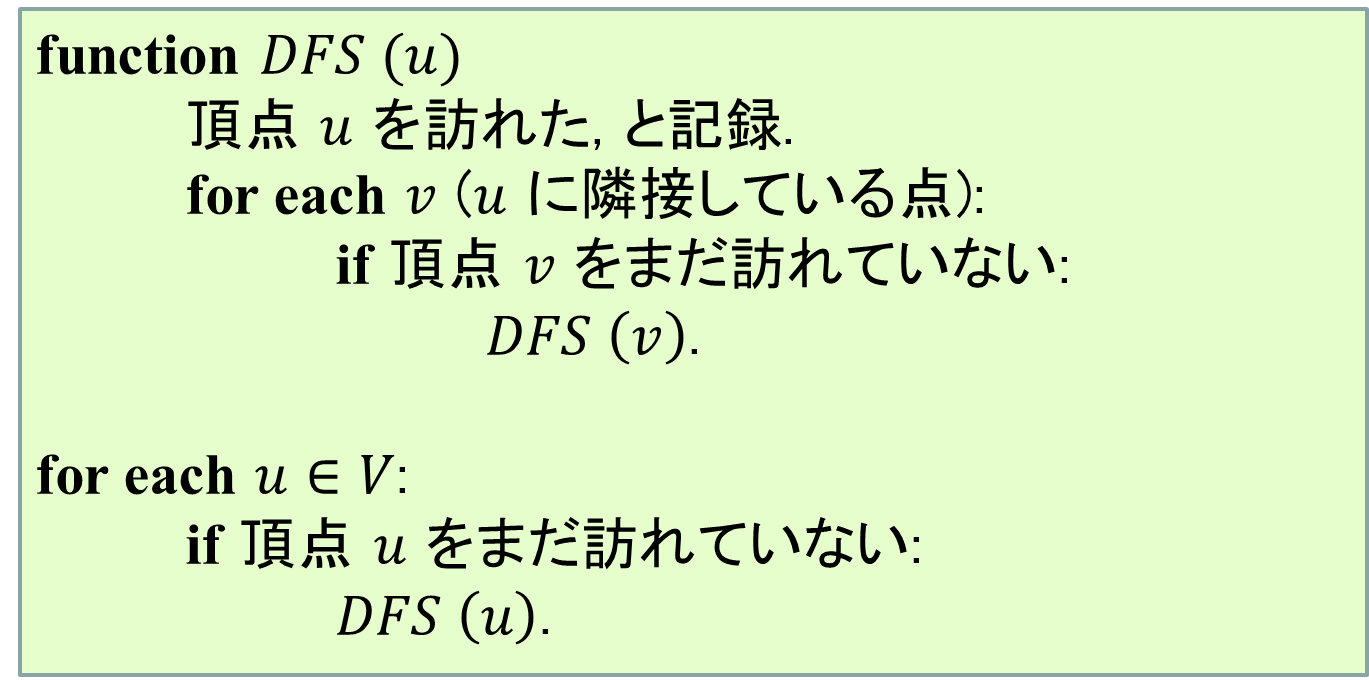 function DFS (u)
頂点 u を訪れた, と記録.
for each v (u に隣接している点):
if 頂点 v をまだ訪れていない:
DFS (v).
for each u ∈ V:
if 頂点 u をまだ訪れていない:
DFS (u).